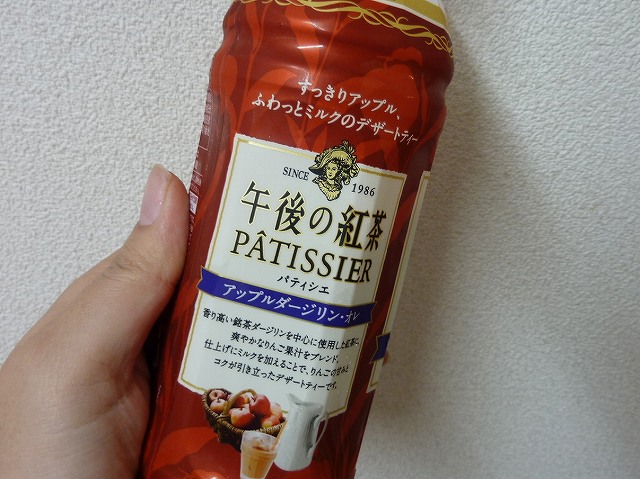 すっきりアップル、
ふわっとミルクのデザートティー
SINCE 1986
午後の紅茶
PÂTISSIER
パティシエ
アップルダージリン・オレ
香り高い銘茶ダージリンを中心に使用した紅茶に、
爽やかなりんご果汁をブレンド。
仕上げにミルクを加えることで、りんごの甘みと
コクが引き立ったデザートティーです。